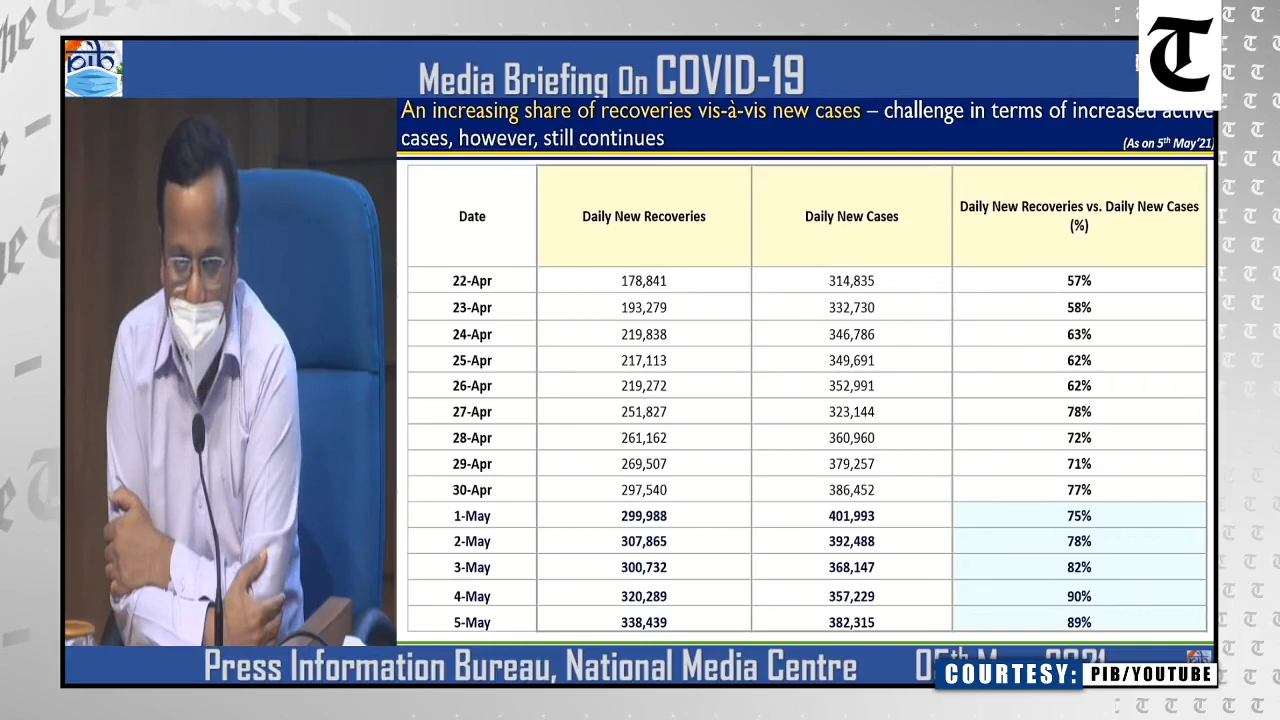 pib
Media Briefing On COVID-19
T
An increasing share of recoveries vis-à-vis new cases – challenge in terms of increased active
cases, however, still continues
(As on 5th May'21)
Date Daily New Recoveries Daily New Cases Daily New Recoveries vs. Daily New Cases
(%)
22-Apr 178,841 314,835 57%
23-Apr 193,279 332,730 58%
24-Apr 219,838 346,786 63%
25-Apr 217,113 349,691 62%
26-Apr 219,272 352,991 62%
27-Apr 251,827 323,144 78%
28-Apr 261,162 360,960 72%
29-Apr 269,507 379,257 71%
30-Apr 297,540 386,452 77%
1-May 299,988 401,993 75%
2-May 307,865 392,488 78%
3-May 300,732 368,147 82%
4-May 320,289 357,229 90%
5-May 338,439 382,315 89%
Press Information Bureau, National Media Centre
COURTESY: PIB/YOUTUBE